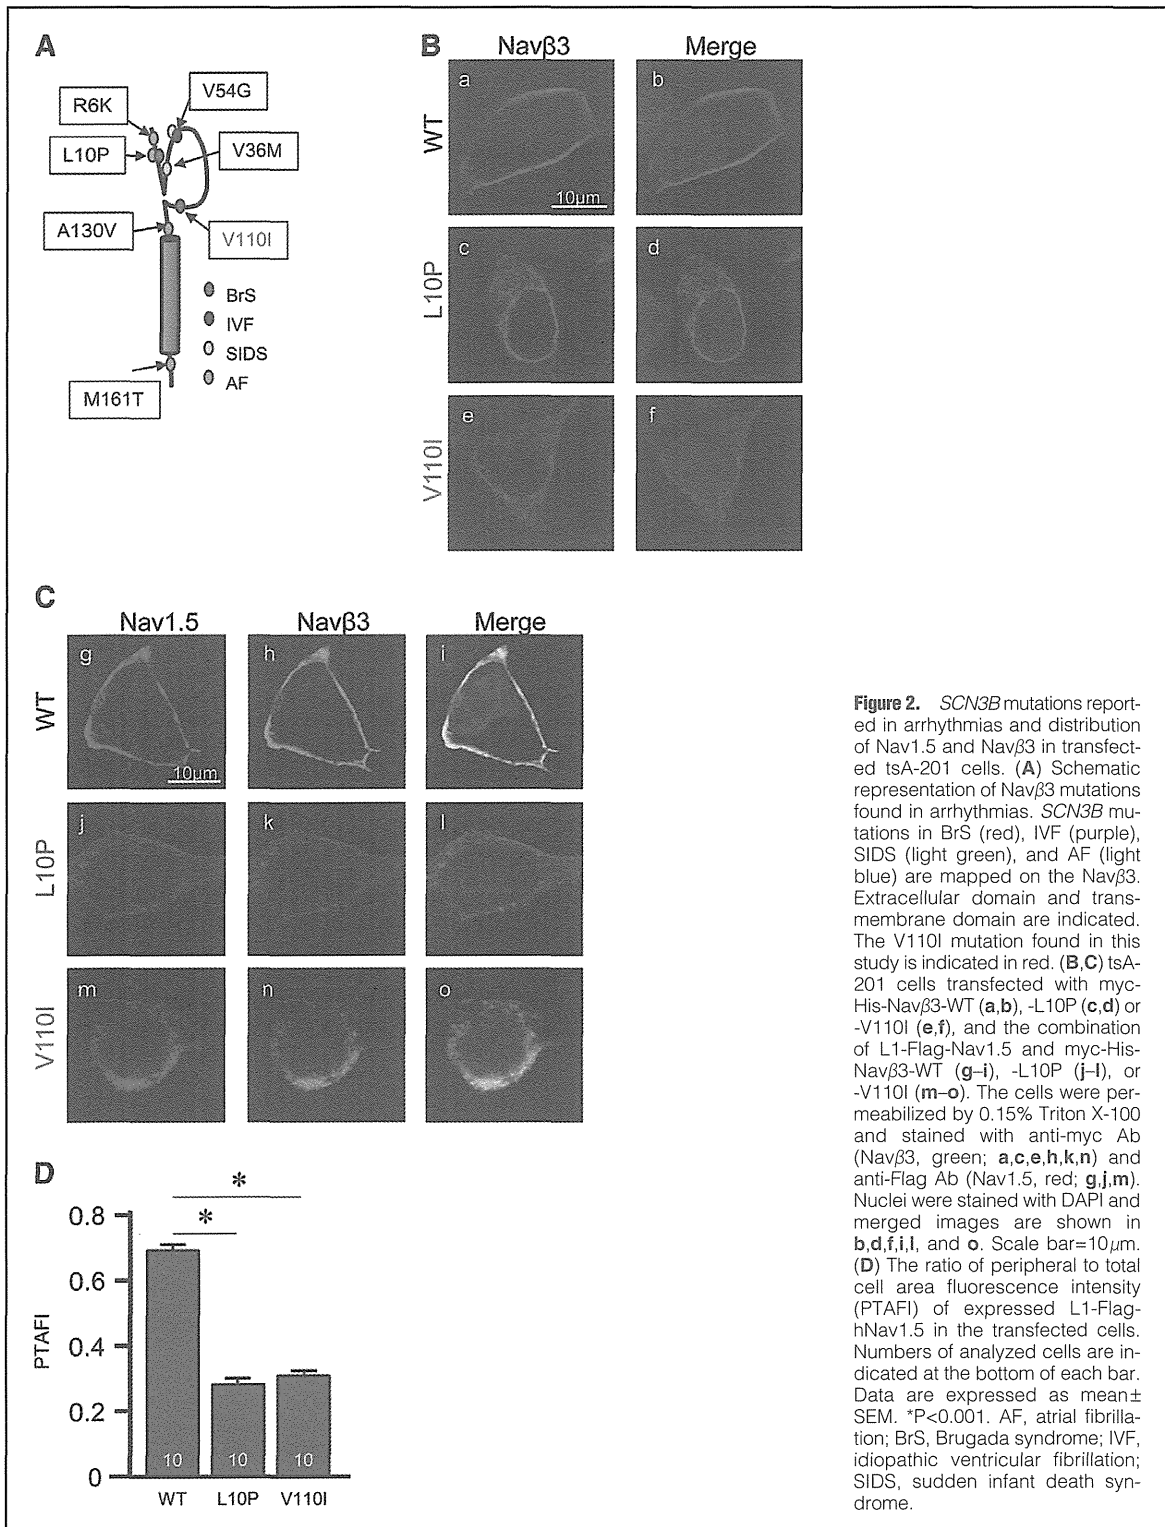 A
R6K
V54G
L10P
V36M
A130V
V110I
BrS
IVF
SIDS
AF
M161T
B
Navβ3 Merge
WT
a b
10μm
L10P
c d
V110I
e f
C
Nav1.5 Navβ3 Merge
WT
g h i
10μm
L10P
j k l
V110I
m n o
D
* 
*
PTAFI
0.8
0.6
0.4
0.2
0
10 10 10
WT L10P V110I
Figure 2. SCN3B mutations report-
ed in arrhythmias and distribution
of Nav1.5 and Navβ3 in transfect-
ed tsA-201 cells. (A) Schematic
representation of Navβ3 mutations
found in arrhythmias. SCN3B mu-
tations in BrS (red), IVF (purple),
SIDS (light green), and AF (light
blue) are mapped on the Navβ3.
Extracellular domain and trans-
membrane domain are indicated.
The V110I mutation found in this
study is indicated in red. (B,C) tsA-
201 cells transfected with myc-
His-Navβ3-WT (a,b), -L10P (c,d) or
-V110I (e,f), and the combination
of L1-Flag-Nav1.5 and myc-His-
Navβ3-WT (g–i), -L10P (j–l), or
-V110I (m–o). The cells were per-
meabilized by 0.15% Triton X-100
and stained with anti-myc Ab
(Navβ3, green; a,c,e,h,k,n) and
anti-Flag Ab (Nav1.5, red; g,j,m).
Nuclei were stained with DAPI and
merged images are shown in
b,d,f,i,l, and o. Scale bar=10μm.
(D) The ratio of peripheral to total
cell area fluorescence intensity
(PTAFI) of expressed L1-Flag-
hNav1.5 in the transfected cells.
Numbers of analyzed cells are in-
dicated at the bottom of each bar.
Data are expressed as mean±
SEM. *P<0.001. AF, atrial fibrilla-
tion; BrS, Brugada syndrome; IVF,
idiopathic ventricular fibrillation;
SIDS, sudden infant death syn-
drome.